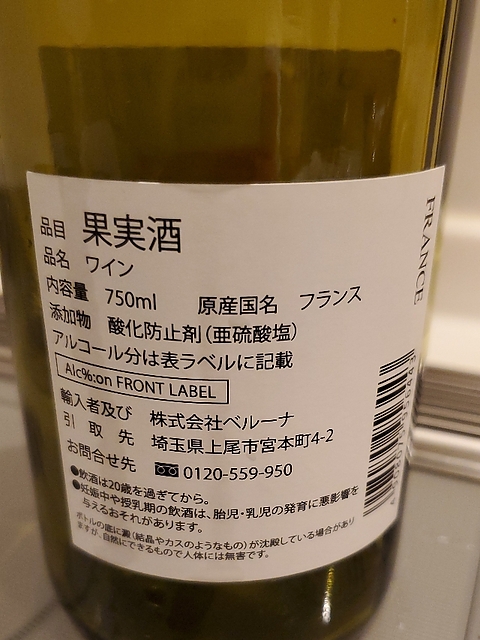 品目 果実酒
品名 ワイン
内容量 750ml 原産国名 フランス
添加物 酸化防止剤（亜硫酸塩）
アルコール分は表ラベルに記載
Alc%:on FRONT LABEL
輸入者及び 株式会社ベルーナ
引取先 埼玉県上尾市宮本町4-2
お問合せ先 0120-559-950
●飲酒は20歳を過ぎてから。
●妊娠中や授乳期の飲酒は、胎児・乳児の発育に悪影響を
与えるおそれがあります。
ボトルの底に澱（結晶やカスのようなもの）が沈殿している場合があり
ますが、自然にできるもので人体には無害です。
FRANCE